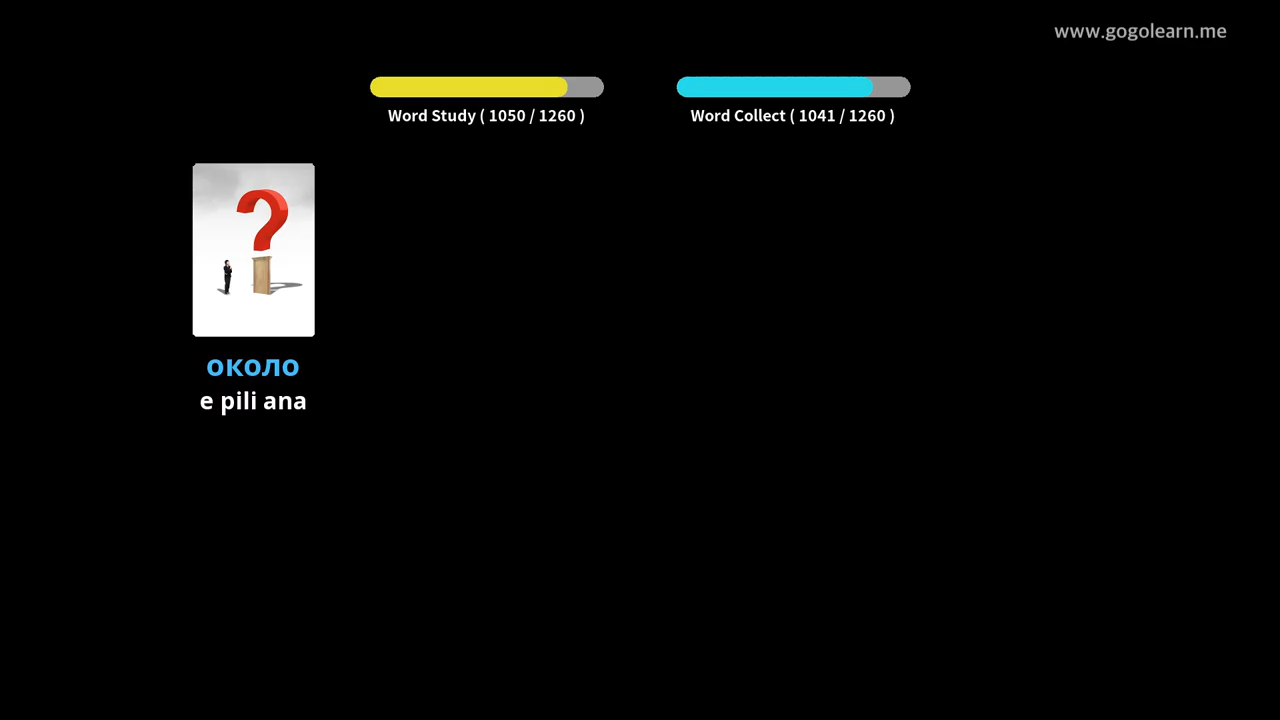 www.gogolearn.me
Word Study ( 1050 / 1260 )
Word Collect ( 1041 / 1260 )
около
e pili ana